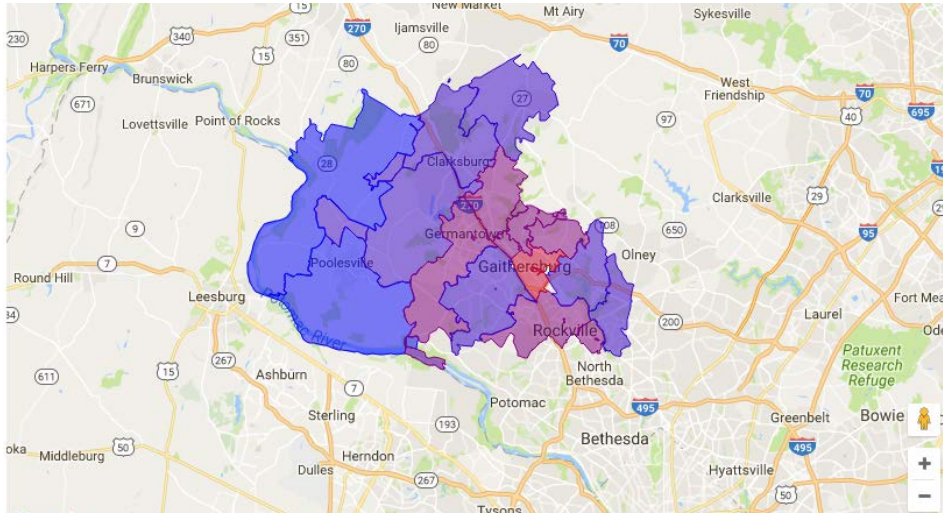 New Market
Mt Airy
Sykesville
15
230
340
351
270
Ijamsville
80
70
15
80
Harpers Ferry
Brunswick
27
West
Friendship
70
671
Lovettsville
Point of Rocks
97
40
695
28
Clarksburg
Clarksville
29
270
9
Germantown
108
650
95
Poolesville
Gaithersburg
Olney
7
Round Hill
Leesburg
Potomac River
Laurel
Fort Mea
200
Rockville
267
Patuxent
Research
Refuge
611
15
Ashburn
7
North
Bethesda
Potomac
495
Sterling
193
Greenbelt
Bowie
50
Middleburg
Herndon
Bethesda
495
Dulles
267
Hyattsville
50
Tysons
+
−